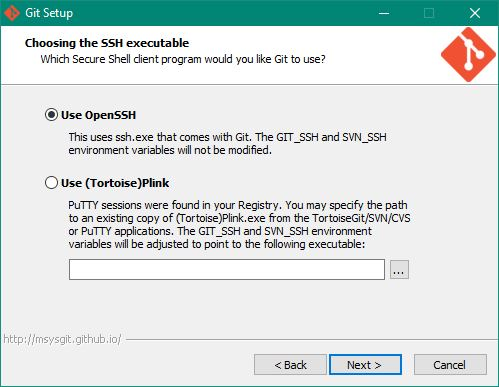 Git Setup
Choosing the SSH executable
Which Secure Shell client program would you like Git to use?
Use OpenSSH
This uses ssh.exe that comes with Git. The GIT_SSH and SVN_SSH
environment variables will not be modified.
Use (Tortoise)Plink
PuTTY sessions were found in your Registry. You may specify the path
to an existing copy of (Tortoise)Plink.exe from the TortoiseGit/SVN/CVS
or PuTTY applications. The GIT_SSH and SVN_SSH environment
variables will be adjusted to point to the following executable:
...
http://msysgit.github.io/
< Back
Next >
Cancel